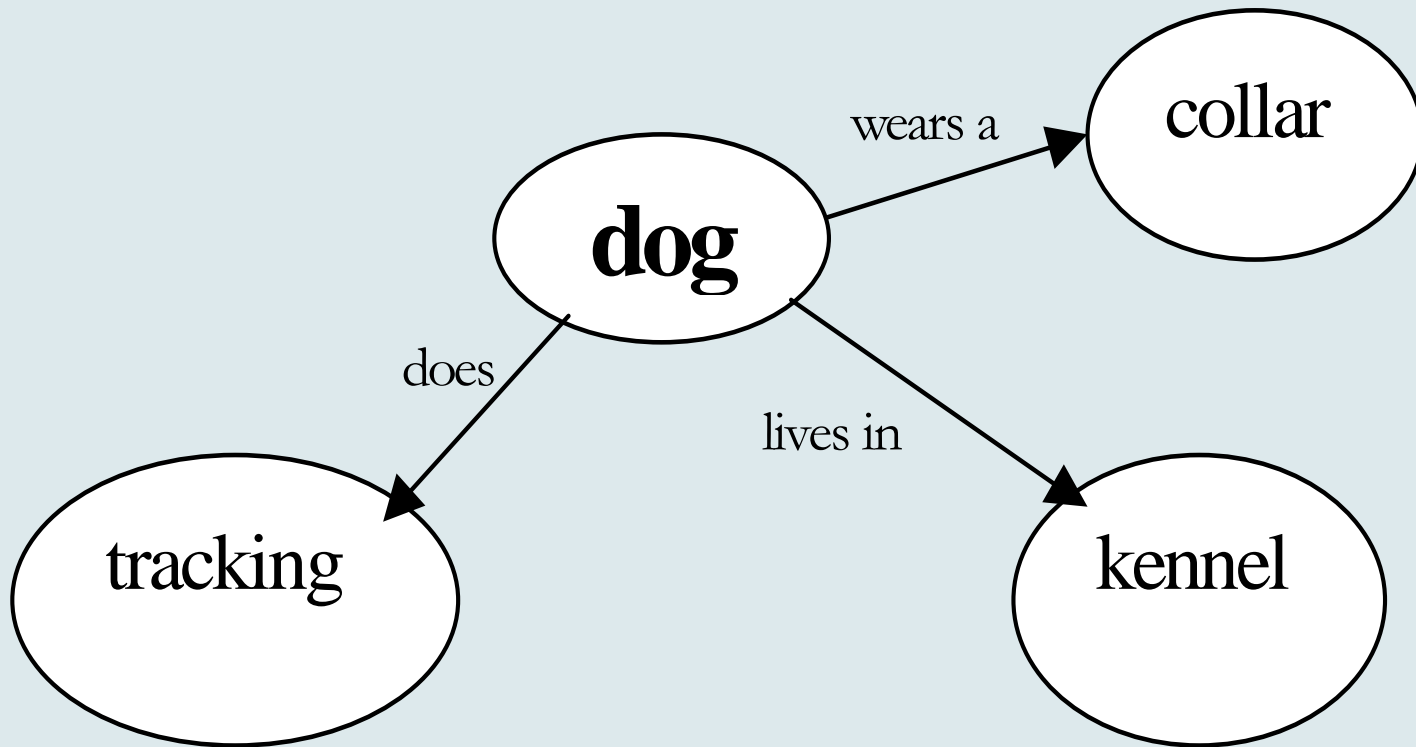 collar
wears a
dog
does
lives in
tracking
kennel